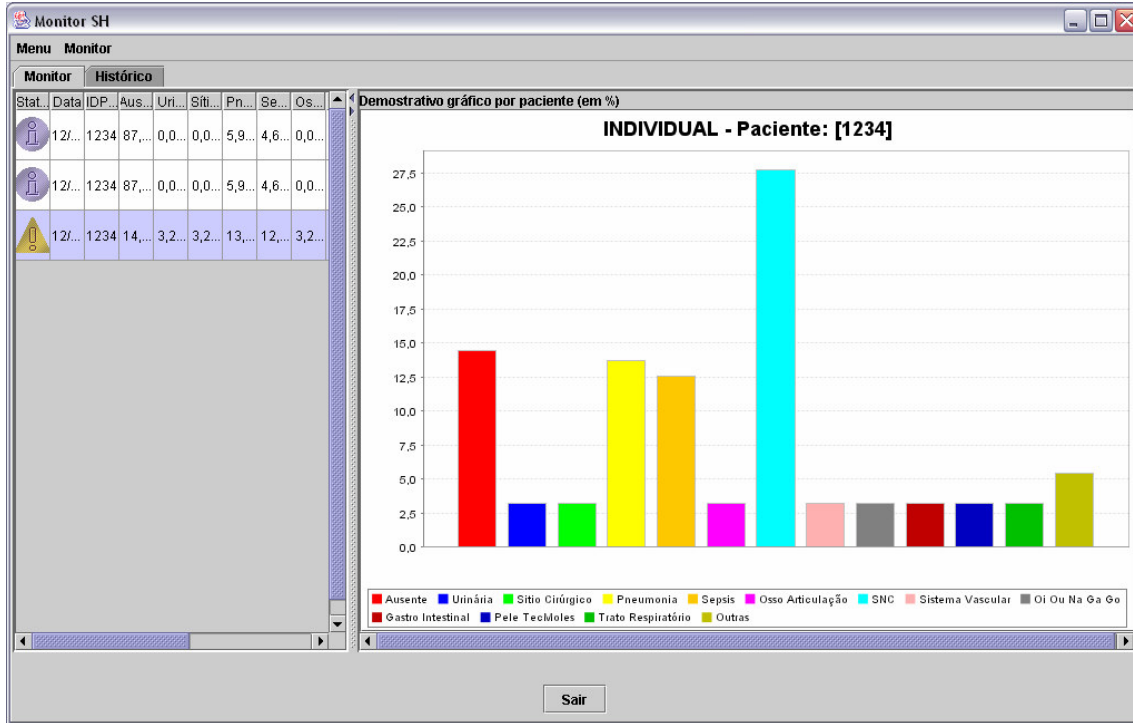 Monitor SH
Menu Monitor
Monitor Histórico
Stat... Data IDP... Aus... Uri... Síti... Pn... Se... Os...
12/... 1234 87,... 0,0... 0,0... 5,9... 4,6... 0,0...
12/... 1234 87,... 0,0... 0,0... 5,9... 4,6... 0,0...
12/... 1234 14,... 3,2... 3,2... 13,... 12,... 3,2...
Demostrativo gráfico por paciente (em %)
INDIVIDUAL - Paciente: [1234]
27,5
25,0
22,5
20,0
17,5
15,0
12,5
10,0
7,5
5,0
2,5
0,0
Ausente Urinária Sitio Cirúrgico Pneumonia Sepsis Osso Articulação SNC Sistema Vascular Oi Ou Na Ga Go
Gastro Intestinal Pele TecMoles Trato Respiratório Outras
Sair